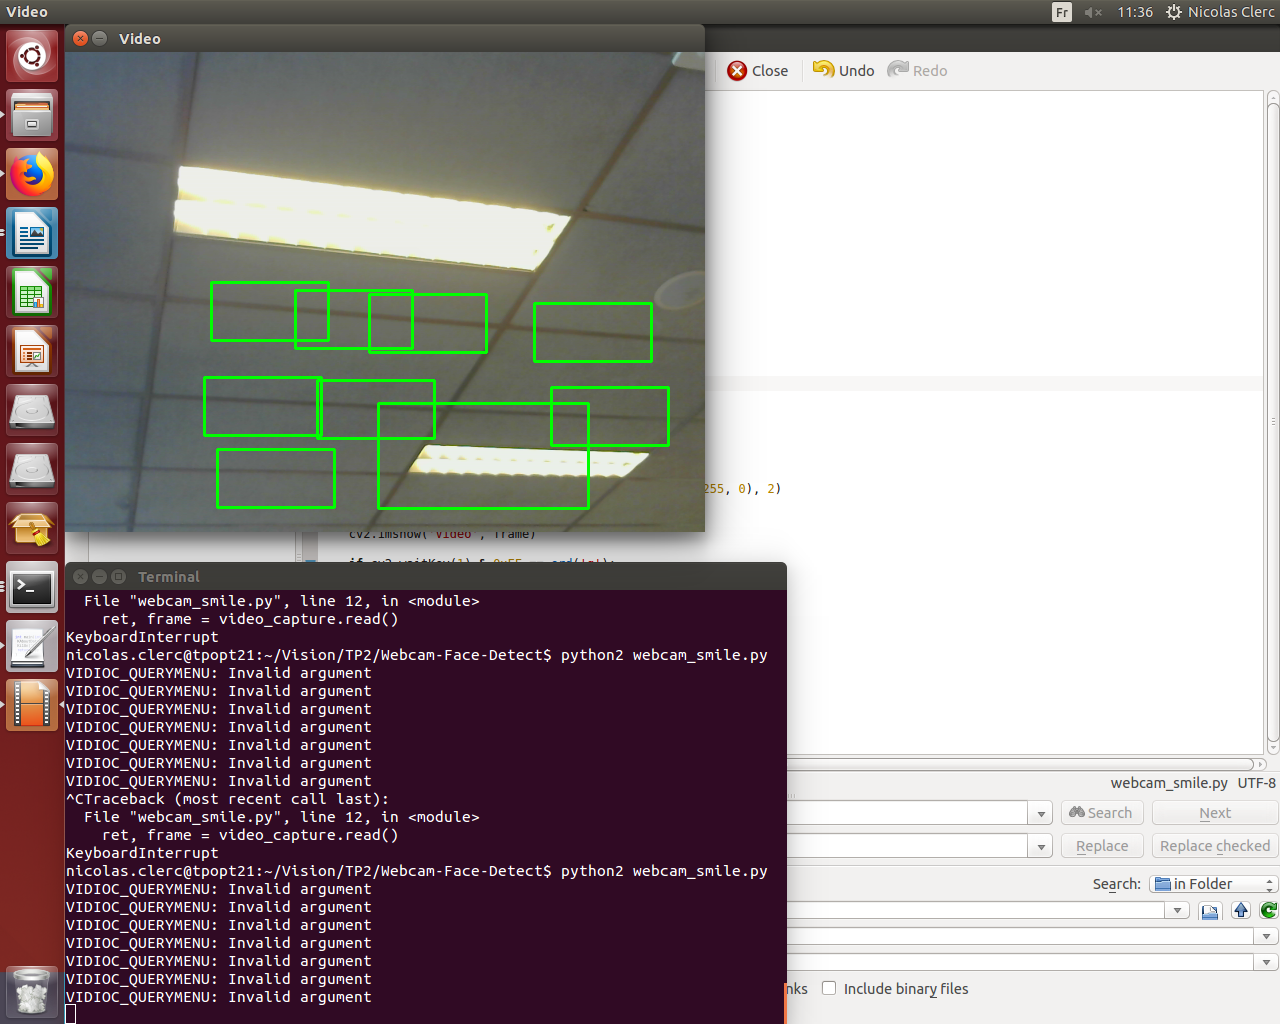 Video
Fr
11:36
Nicolas Clerc
Video
Close
Undo
Redo
255, 0), 2)
Terminal
File "webcam_smile.py", line 12, in <module>
ret, frame = video_capture.read()
KeyboardInterrupt
nicolas.clerc@tpopt21:~/Vision/TP2/Webcam-Face-Detect$ python2 webcam_smile.py
VIDIOC_QUERYMENU: Invalid argument
VIDIOC_QUERYMENU: Invalid argument
VIDIOC_QUERYMENU: Invalid argument
VIDIOC_QUERYMENU: Invalid argument
VIDIOC_QUERYMENU: Invalid argument
VIDIOC_QUERYMENU: Invalid argument
VIDIOC_QUERYMENU: Invalid argument
^CTraceback (most recent call last):
File "webcam_smile.py", line 12, in <module>
ret, frame = video_capture.read()
KeyboardInterrupt
nicolas.clerc@tpopt21:~/Vision/TP2/Webcam-Face-Detect$ python2 webcam_smile.py
VIDIOC_QUERYMENU: Invalid argument
VIDIOC_QUERYMENU: Invalid argument
VIDIOC_QUERYMENU: Invalid argument
VIDIOC_QUERYMENU: Invalid argument
VIDIOC_QUERYMENU: Invalid argument
VIDIOC_QUERYMENU: Invalid argument
VIDIOC_QUERYMENU: Invalid argument
webcam_smile.py UTF-8
Search
Next
Replace
Replace checked
Search:
in Folder
nks
Include binary files